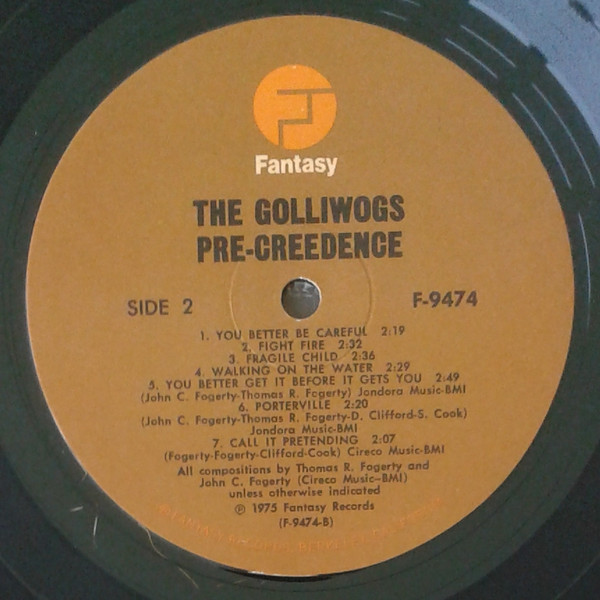 Fantasy
THE GOLLIWOGS
PRE-CREEDENCE
SIDE 2
F-9474
1. YOU BETTER BE CAREFUL 2:19
2. FIGHT FIRE 2:32
3. FRAGILE CHILD 2:36
4. WALKING ON THE WATER 2:29
5. YOU BETTER GET IT BEFORE IT GETS YOU 2:49
(John C. Fogerty-Thomas R. Fogerty) Jondora Music-BMI
6. PORTERVILLE 2:20
(John C. Fogerty-Thomas R. Fogerty-D. Clifford-S. Cook)
Jondora Music-BMI
7. CALL IT PRETENDING 2:07
(Fogerty-Fogerty-Clifford-Cook) Cireco Music-BMI
All compositions by Thomas R. Fogerty and
John C. Fogerty (Cireco Music-BMI)
unless otherwise indicated
℗ 1975 Fantasy Records
(F-9474-B)